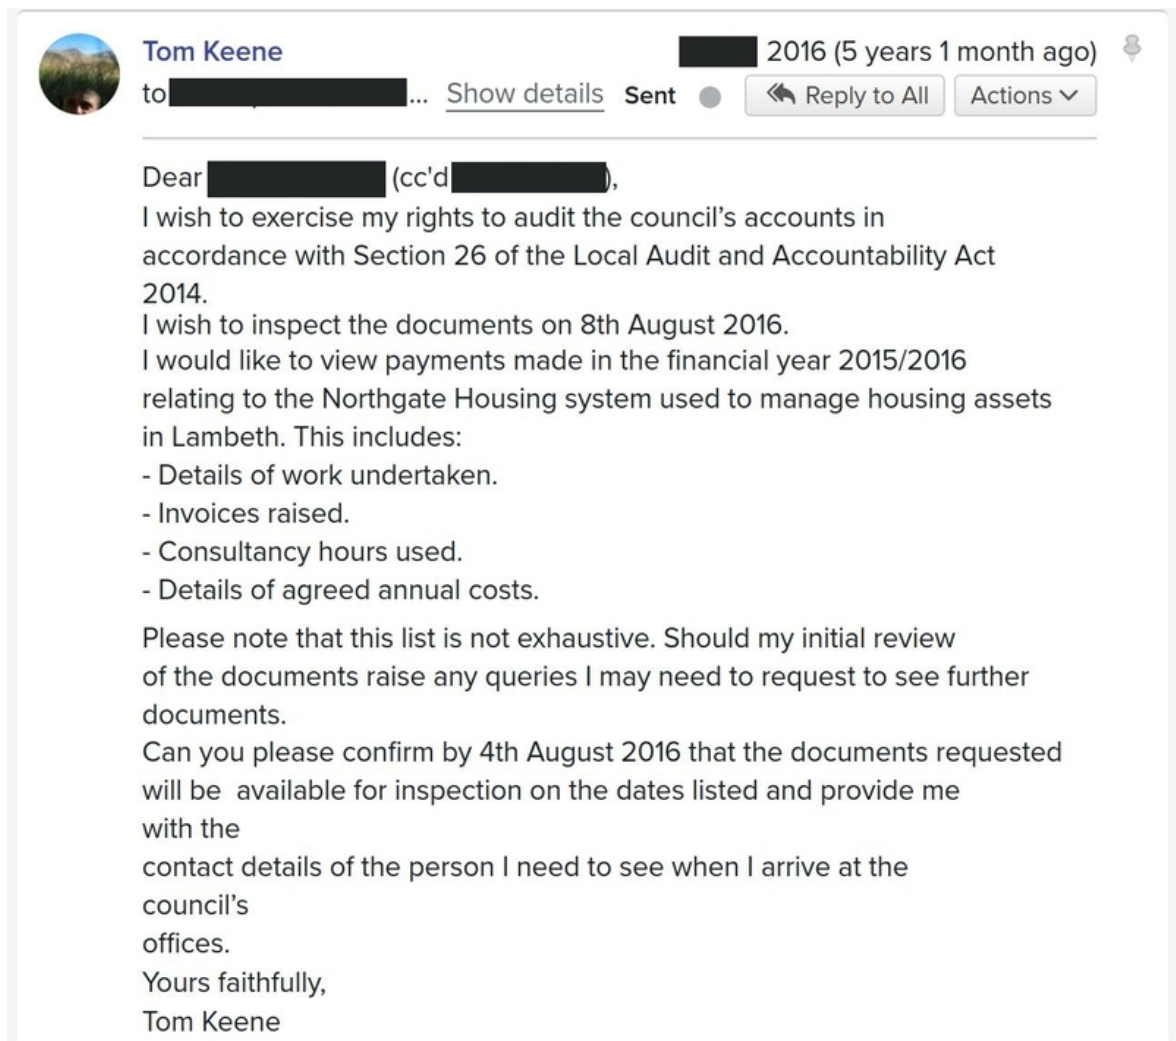 Tom Keene
2016 (5 years 1 month ago)
to ... Show details Sent Reply to All Actions
Dear (cc'd ),
I wish to exercise my rights to audit the council’s accounts in
accordance with Section 26 of the Local Audit and Accountability Act
2014.
I wish to inspect the documents on 8th August 2016.
I would like to view payments made in the financial year 2015/2016
relating to the Northgate Housing system used to manage housing assets
in Lambeth. This includes:
- Details of work undertaken.
- Invoices raised.
- Consultancy hours used.
- Details of agreed annual costs.
Please note that this list is not exhaustive. Should my initial review
of the documents raise any queries I may need to request to see further
documents.
Can you please confirm by 4th August 2016 that the documents requested
will be  available for inspection on the dates listed and provide me
with the
contact details of the person I need to see when I arrive at the
council’s
offices.
Yours faithfully,
Tom Keene